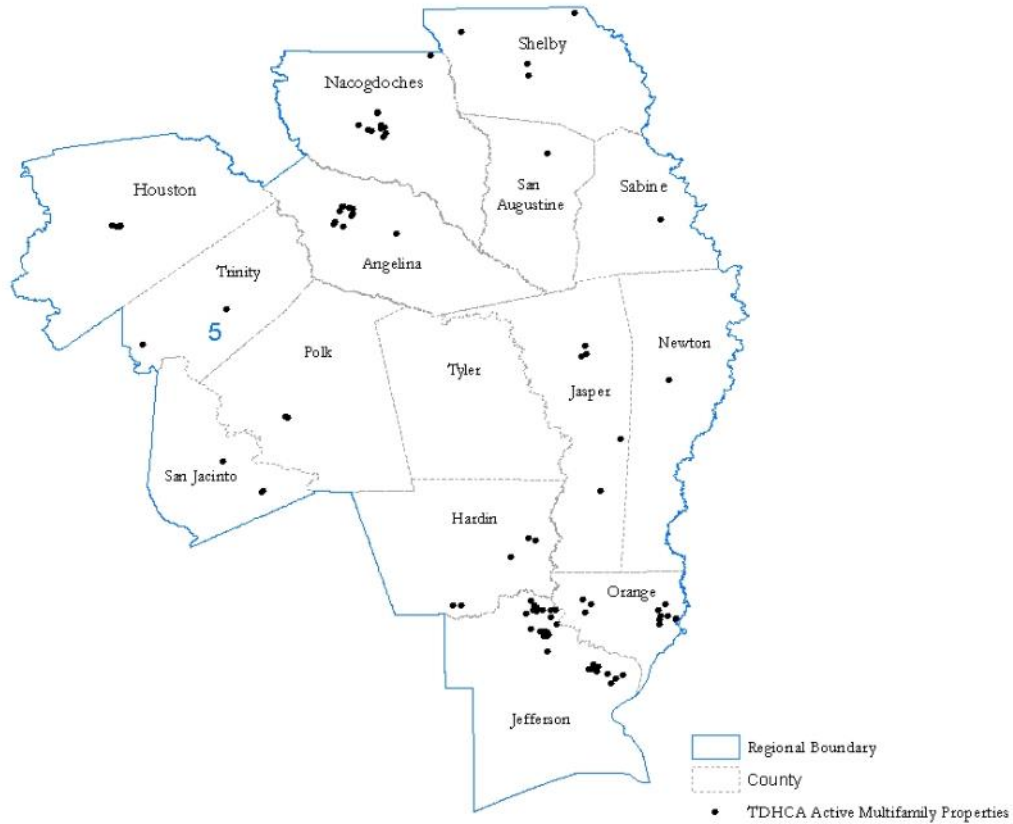 Shelby
Nacogdoches
San
Augustine
Sabine
Houston
Angelina
Trinity
5
Polk
Tyler
Newton
Jasper
San Jacinto
Hardin
Orange
Jefferson
Regional Boundary
County
TDHCA Active Multifamily Properties